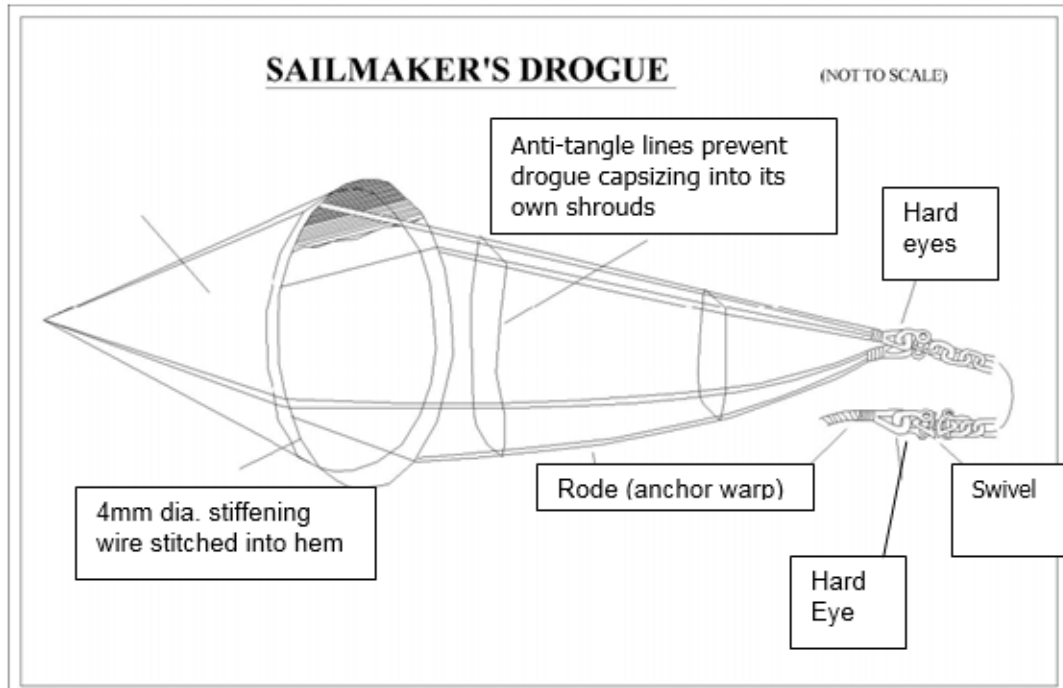 SAILMAKER'S DROGUE
(NOT TO SCALE)
Anti-tangle lines prevent
drogue capsizing into its
own shrouds
Hard
eyes
4mm dia. stiffening
wire stitched into hem
Rode (anchor warp)
Swivel
Hard
Eye